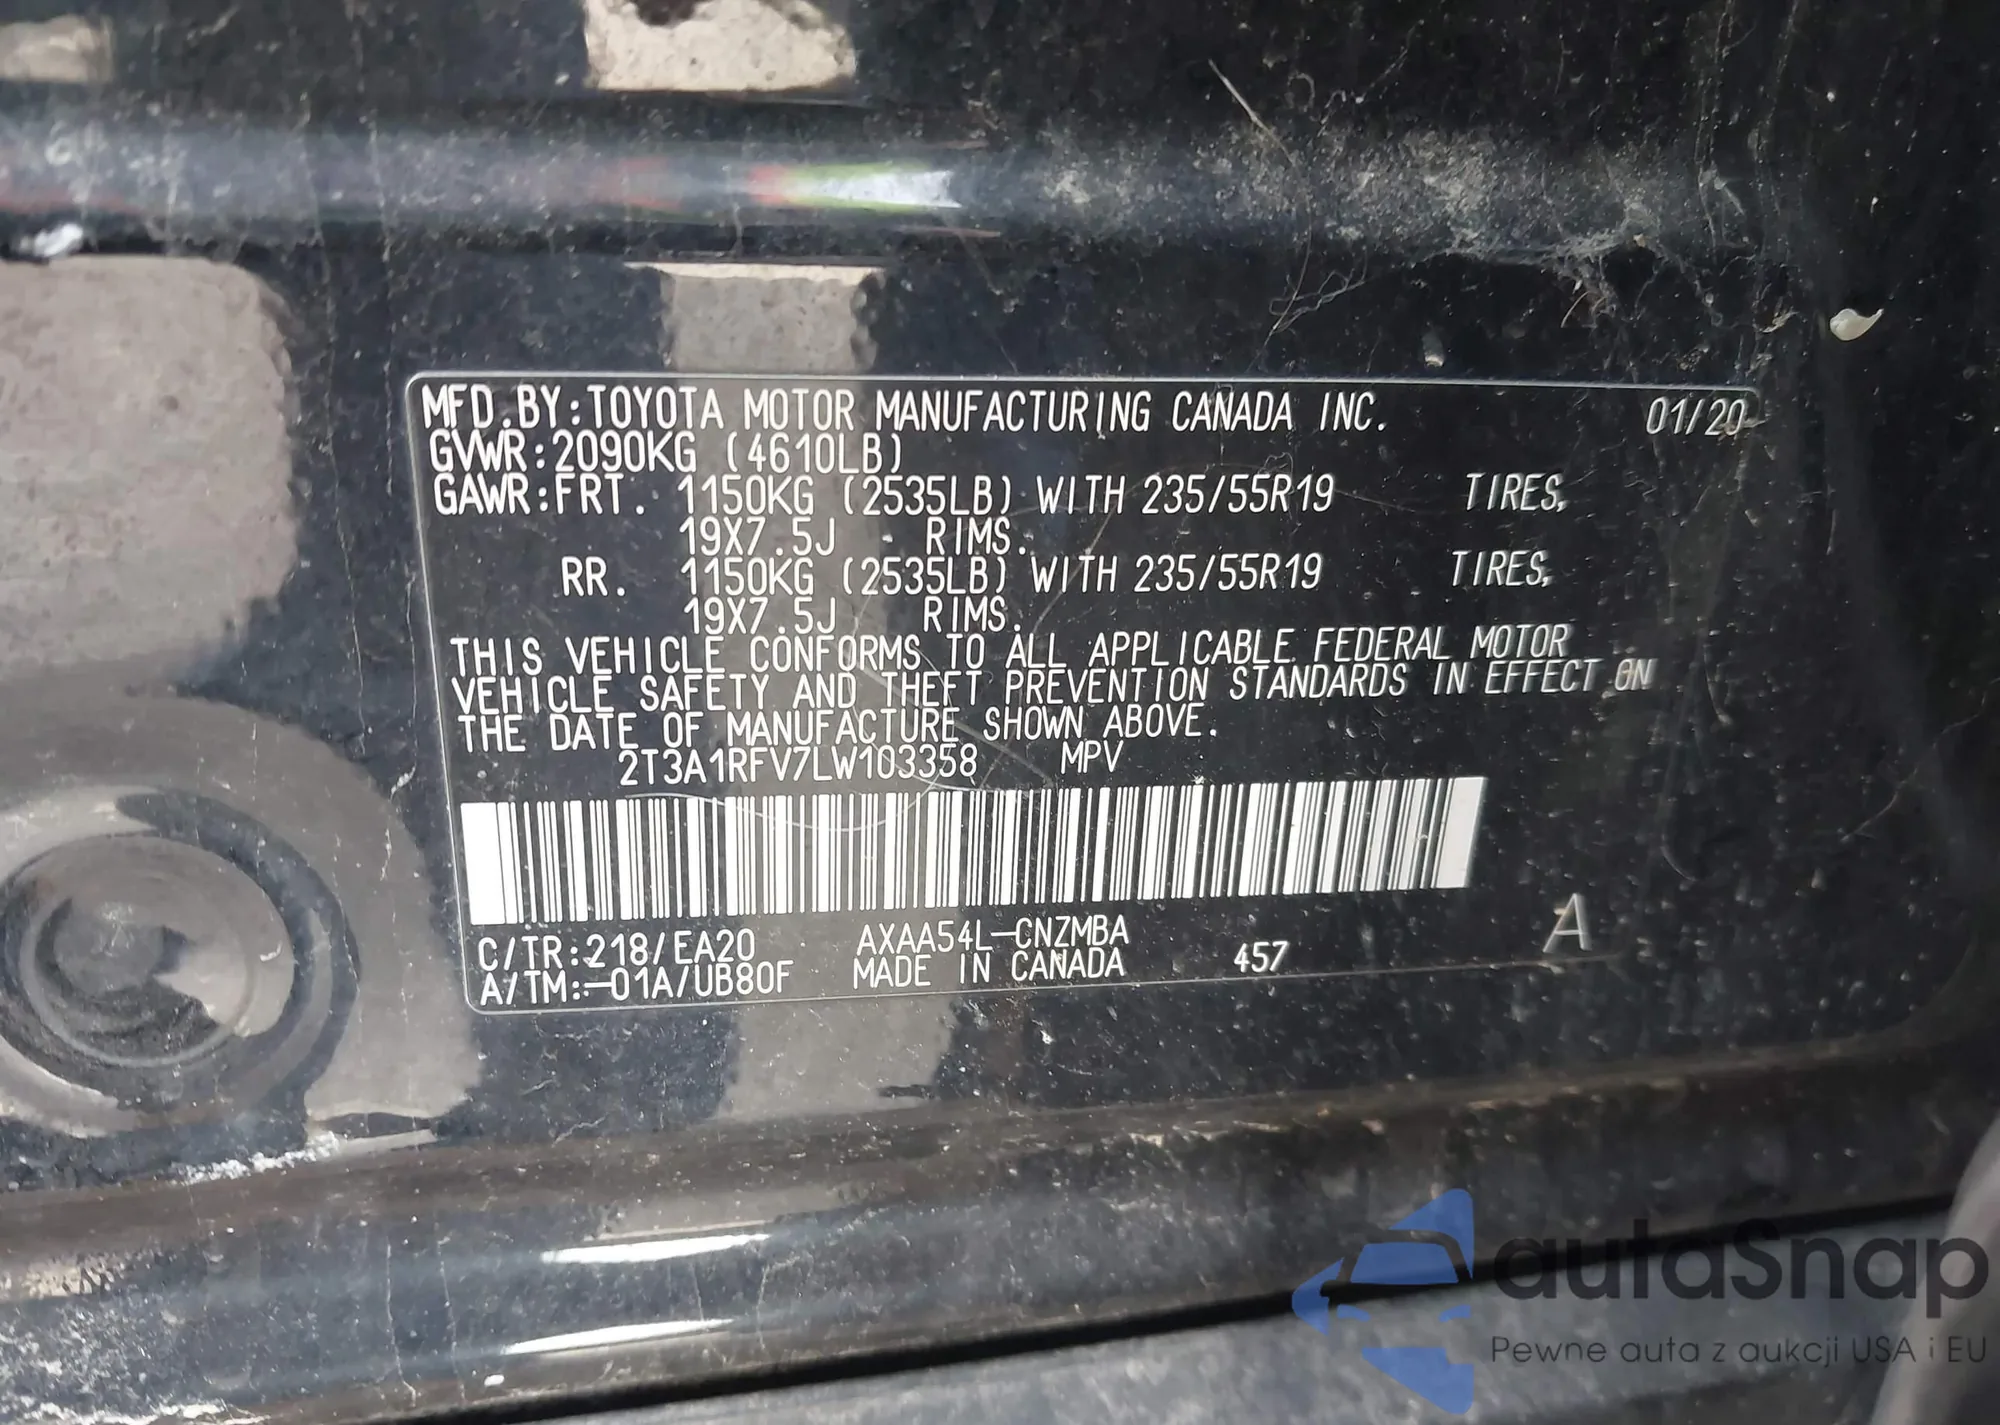 MFD.BY:TOYOTA MOTOR MANUFACTURING CANADA INC. 01/20
GVWR:2090KG (4610LB)
GAWR:FRT. 1150KG (2535LB) WITH 235/55R19 TIRES,
19X7.5J RIMS.
RR. 1150KG (2535LB) WITH 235/55R19 TIRES,
19X7.5J RIMS.
THIS VEHICLE CONFORMS TO ALL APPLICABLE FEDERAL MOTOR
VEHICLE SAFETY AND THEFT PREVENTION STANDARDS IN EFFECT ON
THE DATE OF MANUFACTURE SHOWN ABOVE.
2T3A1RFV7LW103358 MPV
C/TR:218/EA20 AXAA54L-CNZMBA
A/TM:-01A/UB80F MADE IN CANADA 457 A
autaSnap
Pewne auta z aukcji USA i EU